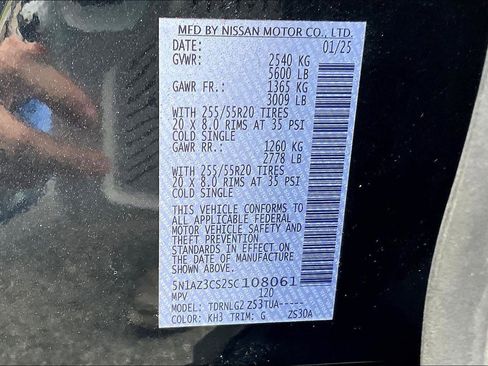 MFD BY NISSAN MOTOR CO., LTD.
DATE: 01/25
GVWR: 2540 KG
5600 LB
GAWR FR.: 1365 KG
3009 LB
WITH 255/55R20 TIRES
20 X 8.0 RIMS AT 35 PSI
COLD SINGLE
GAWR RR.: 1260 KG
2778 LB
WITH 255/55R20 TIRES
20 X 8.0 RIMS AT 35 PSI
COLD SINGLE
THIS VEHICLE CONFORMS TO
ALL APPLICABLE FEDERAL
MOTOR VEHICLE SAFETY AND
THEFT PREVENTION
STANDARDS IN EFFECT ON
THE DATE OF MANUFACTURE
SHOWN ABOVE.
5N1AZ3CS2SC108061
MPV 120
MODEL: TDRNLG2 Z53TUA-----
COLOR: KH3 TRIM: G ZS30A